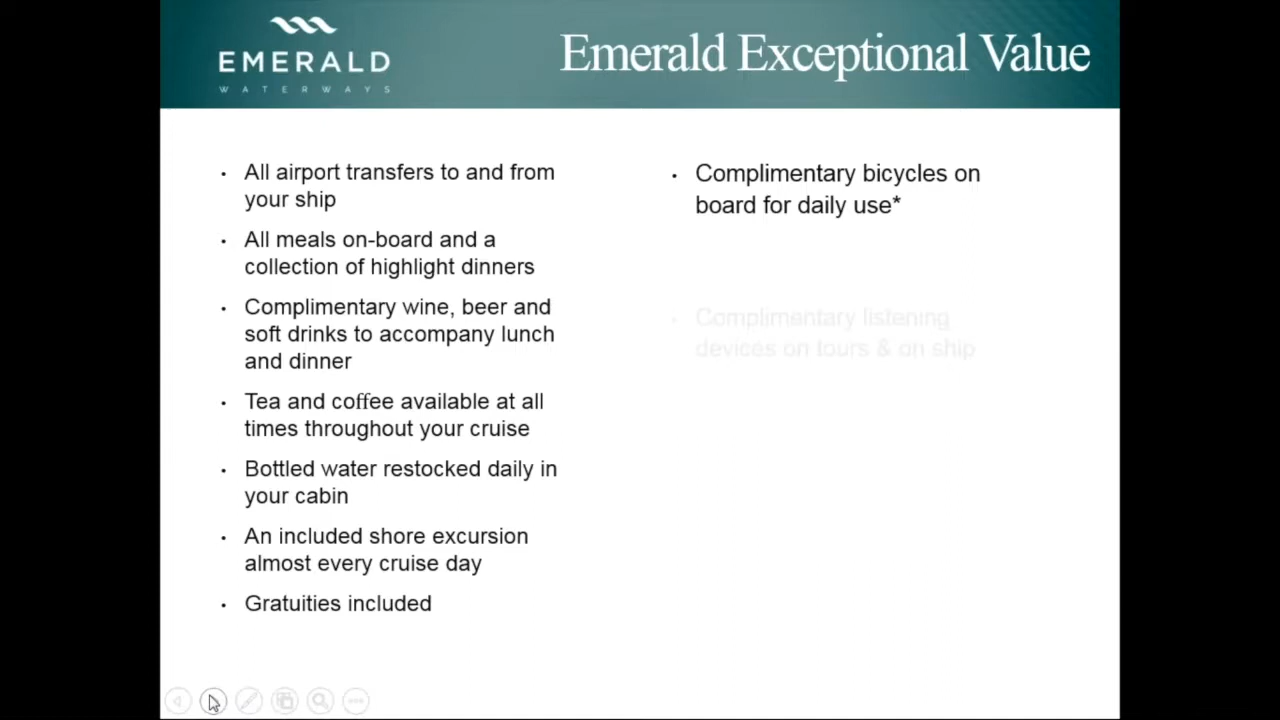 EMERALD
WATERWAYS
Emerald Exceptional Value
· All airport transfers to and from
your ship
· All meals on-board and a
collection of highlight dinners
· Complimentary wine, beer and
soft drinks to accompany lunch
and dinner
· Tea and coffee available at all
times throughout your cruise
· Bottled water restocked daily in
your cabin
· An included shore excursion
almost every cruise day
· Gratuities included
· Complimentary bicycles on
board for daily use*
· Complimentary listening
devices on tours & on ship